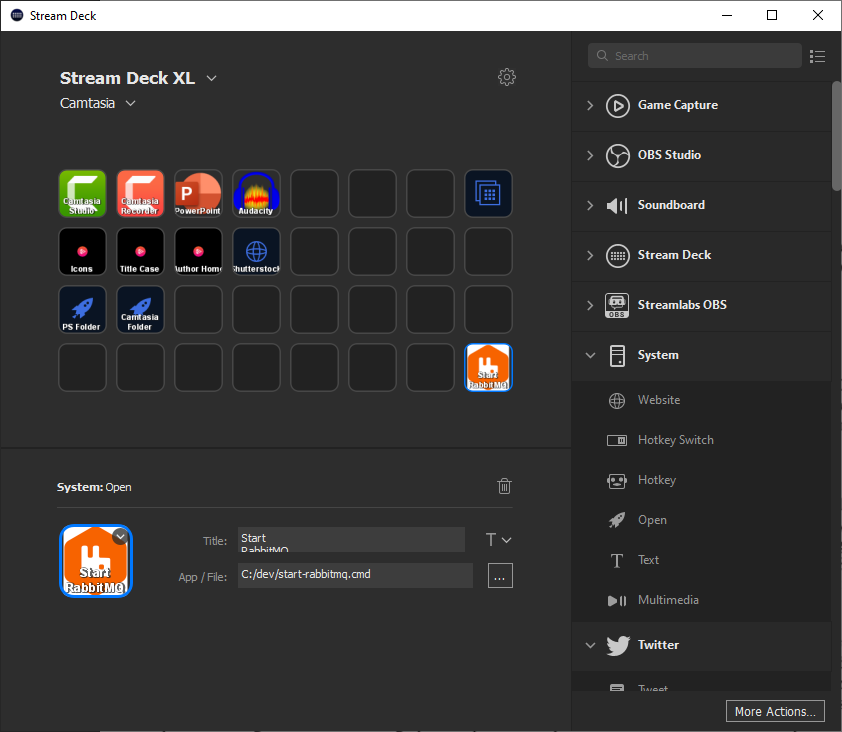 Stream Deck
Stream Deck XL
Camtasia
Camtasia
Studio
Camtasia
Recorder
P
PowerPoint
Audacity
Icons
Title Case
Author Home
Shutterstock
PS Folder
Camtasia
Folder
Start
RabbitMQ
System: Open
Start
RabbitMQ
Title:
Start
RabbitMQ
T
App / File:
C:/dev/start-rabbitmq.cmd
...
Search
Game Capture
OBS Studio
Soundboard
Stream Deck
OBS
Streamlabs OBS
System
Website
Hotkey Switch
Hotkey
Open
T
Text
Multimedia
Twitter
Tweet
More Actions...